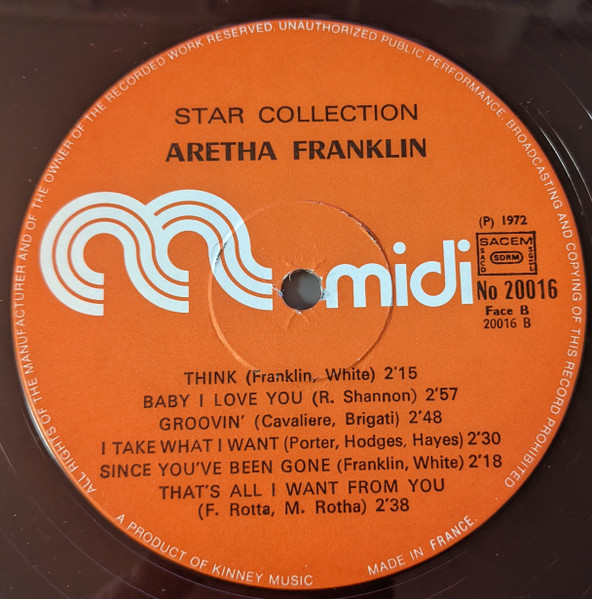 ALL RIGHTS OF THE MANUFACTURER AND OF THE OWNER OF THE RECORDED WORK RESERVED. UNAUTHORIZED PUBLIC PERFORMANCE, BROADCASTING AND COPYING OF THIS RECORD PROHIBITED
STAR COLLECTION
ARETHA FRANKLIN
(P) 1972
SACEM
SACD
SDRM
SGDL
midi
No 20016
Face B
20016 B
THINK (Franklin, White) 2'15
BABY I LOVE YOU (R. Shannon) 2'57
GROOVIN' (Cavaliere, Brigati) 2'48
I TAKE WHAT I WANT (Porter, Hodges, Hayes) 2'30
SINCE YOU'VE BEEN GONE (Franklin, White) 2'18
THAT'S ALL I WANT FROM YOU
(F. Rotta, M. Rotha) 2'38
A PRODUCT OF KINNEY MUSIC
MADE IN FRANCE.